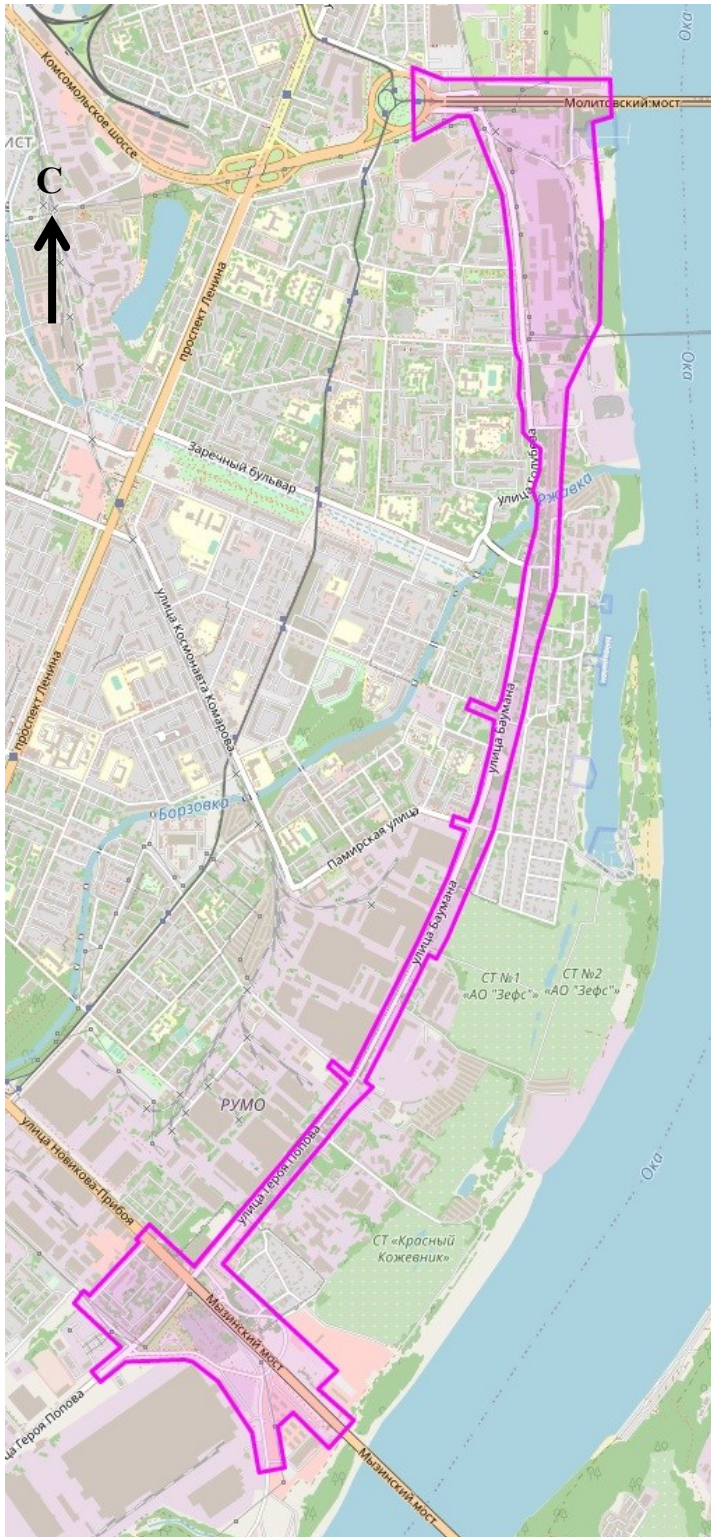 Ока
Комсомольское шоссе
Молитовский мост
ИСТ
С
проспект Ленина
Ока
Заречный бульвар
улица Голубева
Ржавка
улица Космонавта Комарова
проспект Ленина
улица Баумана
Борзовка
Памирская улица
улица Баумана
СТ №1
«АО "Зефс"»
СТ №2
«АО "Зефс"»
РУМО
улица Новикова-Прибоя
улица Героя Попова
Ока
СТ «Красный
Кожевник»
Мызинский мост
ца Героя Попова
Мызинский мост